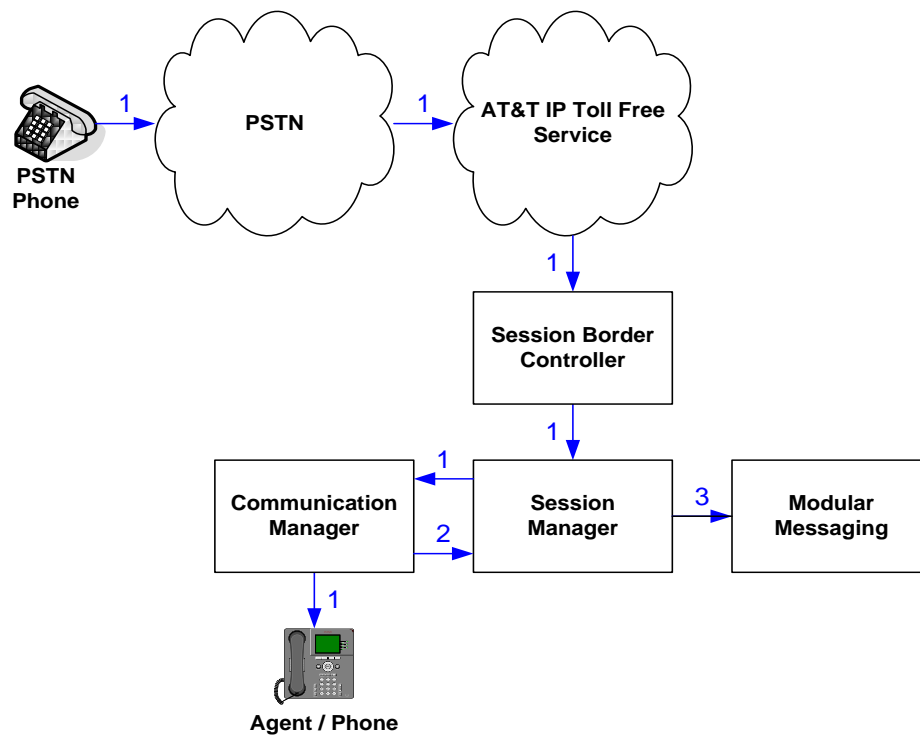 1
1
PSTN
AT&T IP Toll Free
Service
PSTN
Phone
1
Session Border
Controller
1
1
Communication
Manager
2
Session
Manager
3
Modular
Messaging
1
Agent / Phone